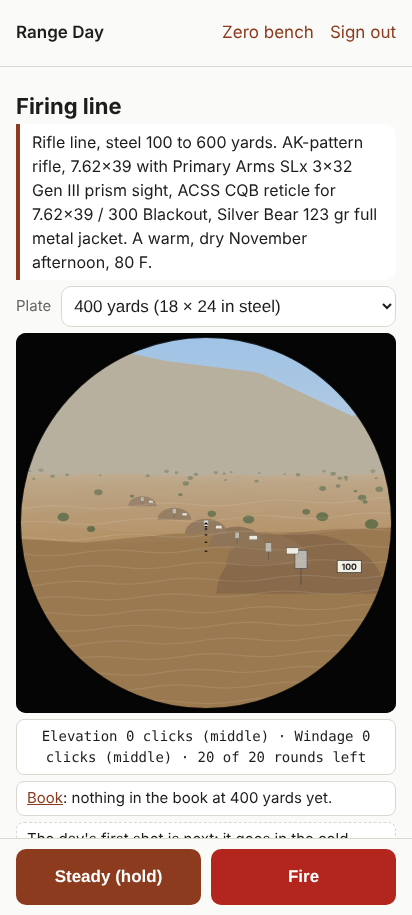 Range Day
Zero bench Sign out
Firing line
Rifle line, steel 100 to 600 yards. AK-pattern
rifle, 7.62×39 with Primary Arms SLx 3×32
Gen III prism sight, ACSS CQB reticle for
7.62×39 / 300 Blackout, Silver Bear 123 gr full
metal jacket. A warm, dry November
afternoon, 80 F.
Plate 400 yards (18 × 24 in steel)
100
Elevation 0 clicks (middle) · Windage 0
clicks (middle) · 20 of 20 rounds left
Book: nothing in the book at 400 yards yet.
The day's first shot is next: it goes in the cold
Steady (hold) Fire